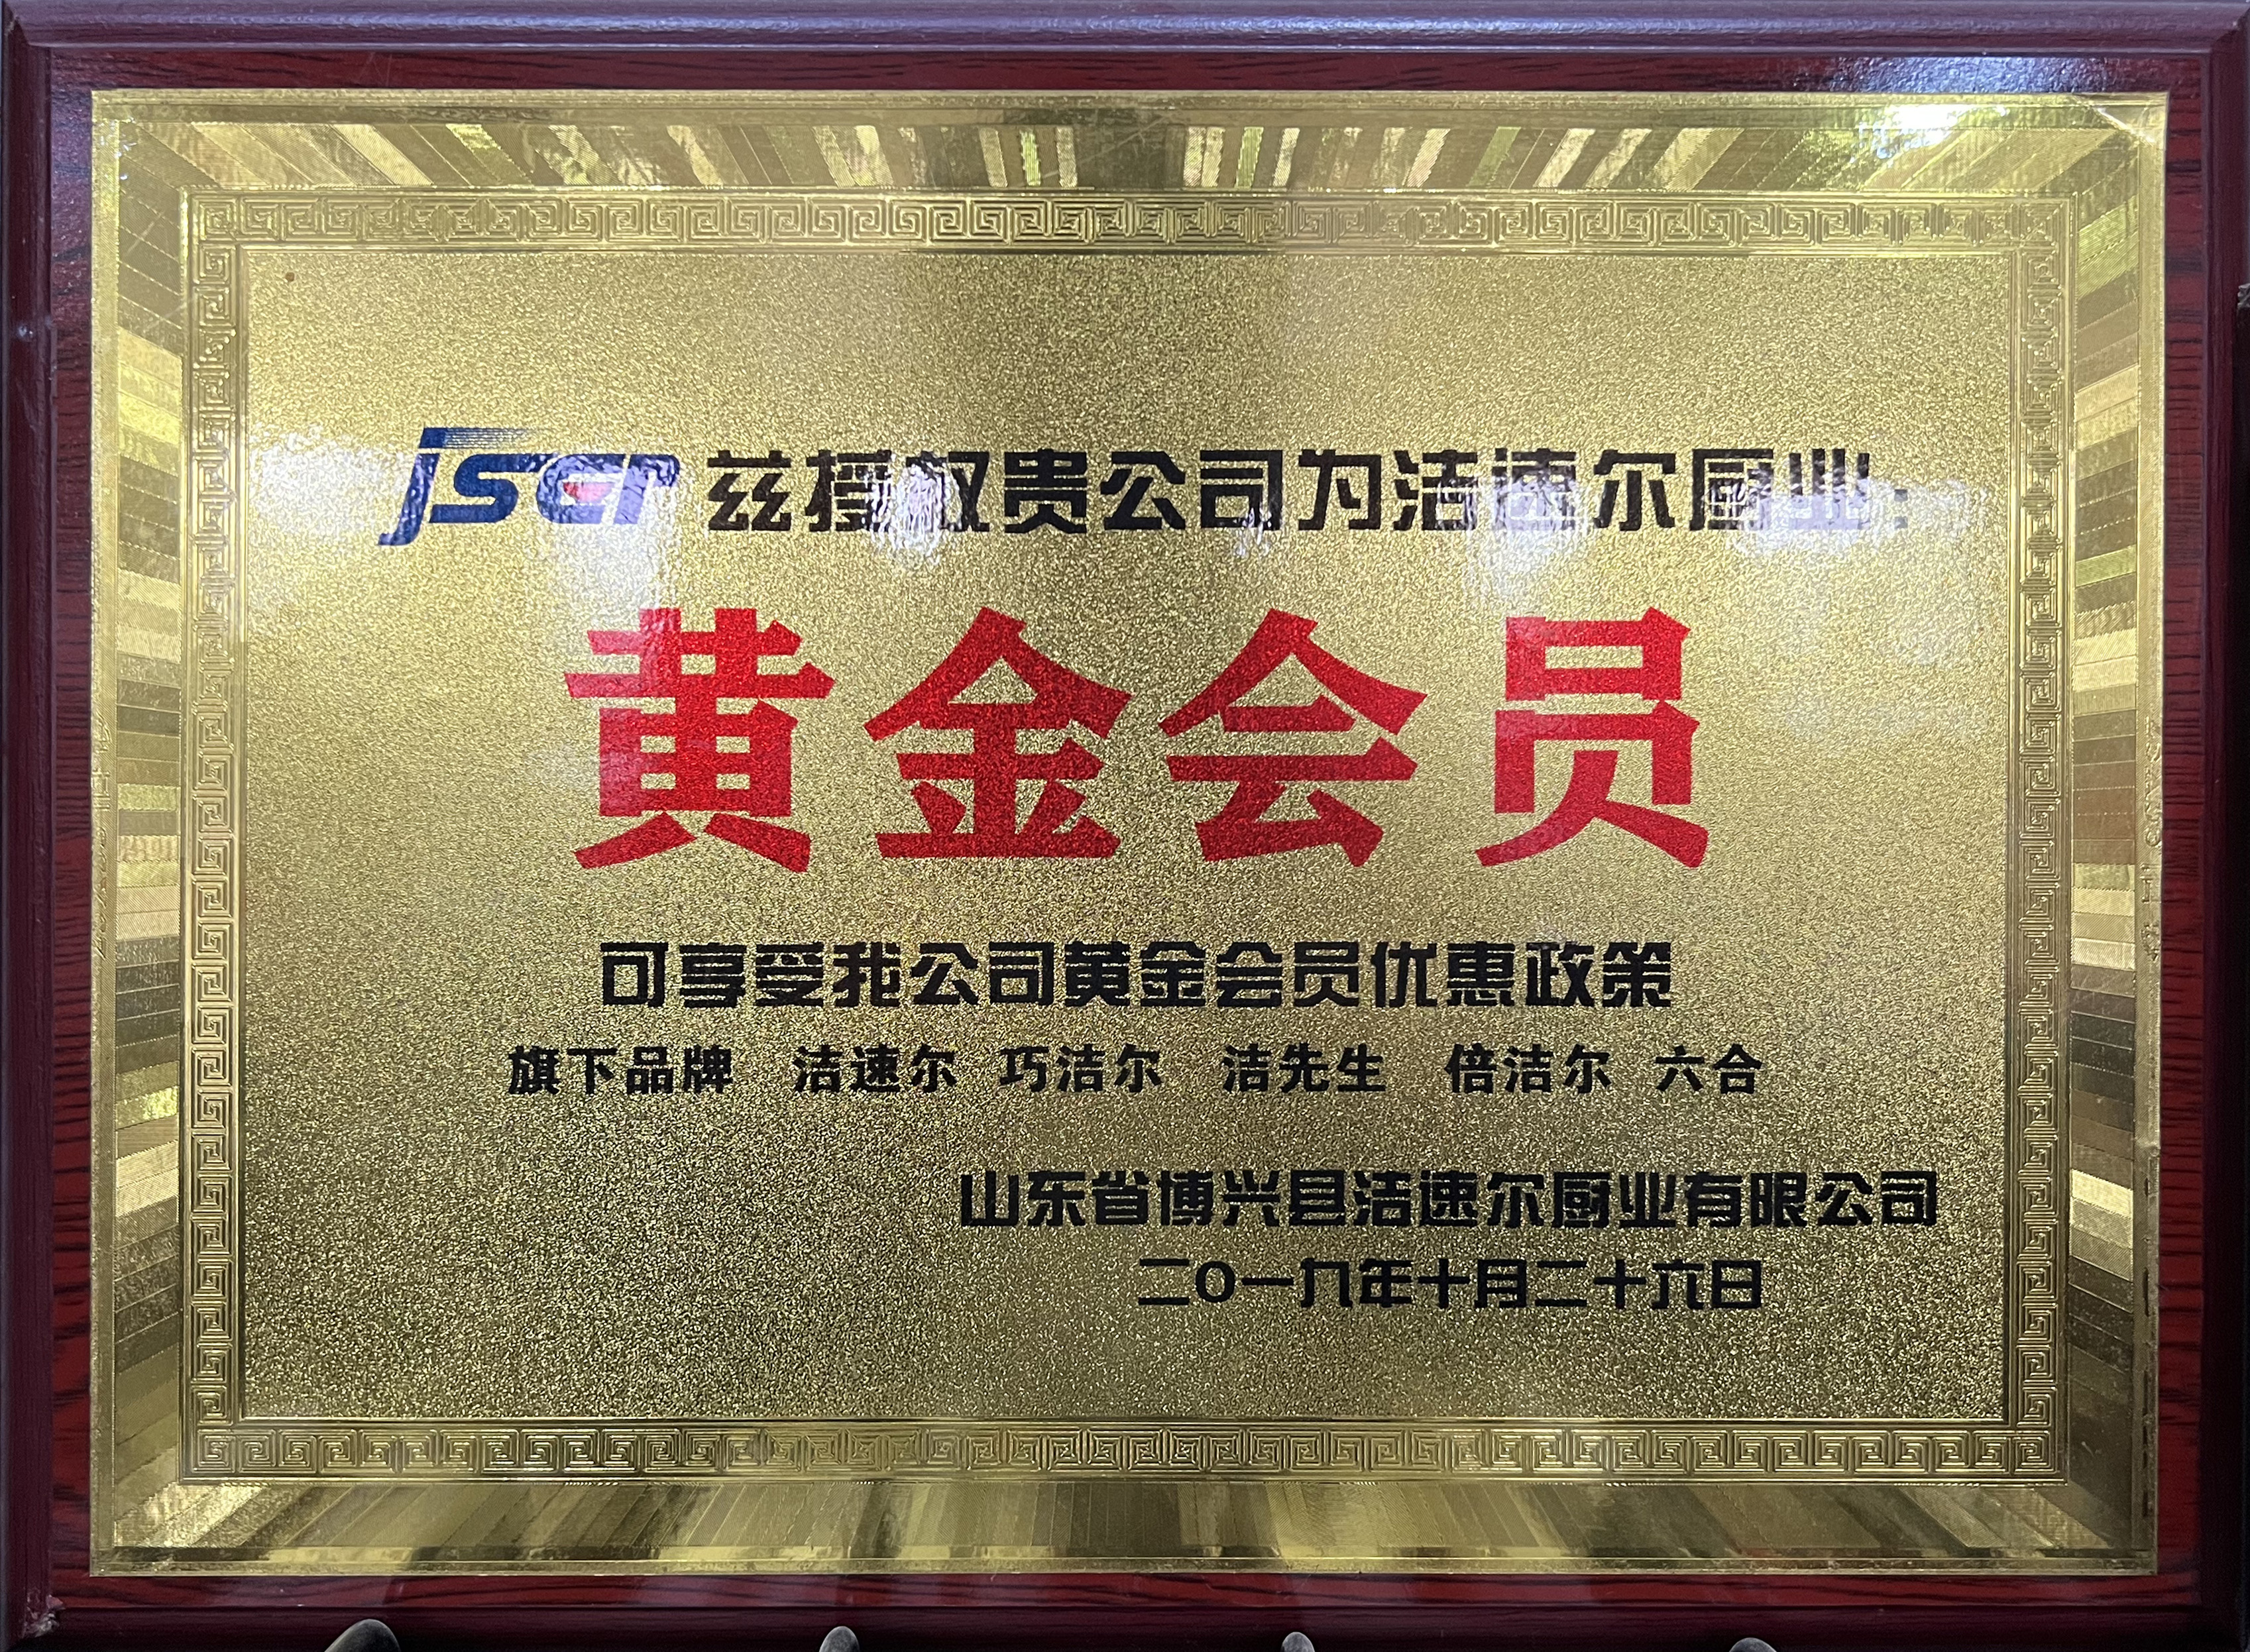 jser 兹授权贵公司为洁速尔厨业：
黄金会员
可享受我公司黄金会员优惠政策
旗下品牌 洁速尔 巧洁尔 洁先生 倍洁尔 六合
山东省博兴县洁速尔厨业有限公司
二0一九年十月二十六日